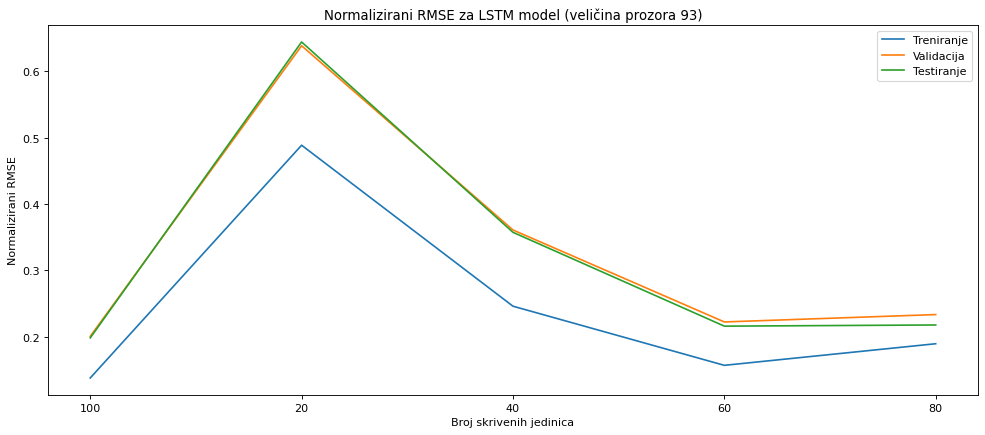 Normalizirani RMSE za LSTM model (veličina prozora 93)
Treniranje
Validacija
Testiranje
Normalizirani RMSE
0.6
0.5
0.4
0.3
0.2
100 20 40 60 80
Broj skrivenih jedinica